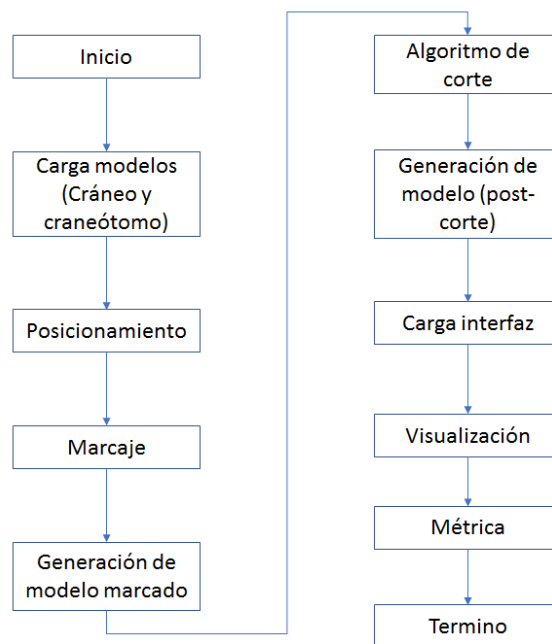 Inicio
Carga modelos
(Cráneo y
craneótomo)
Posicionamiento
Marcaje
Generación de
modelo marcado
Algoritmo de
corte
Generación de
modelo (post-
corte)
Carga interfaz
Visualización
Métrica
Termino